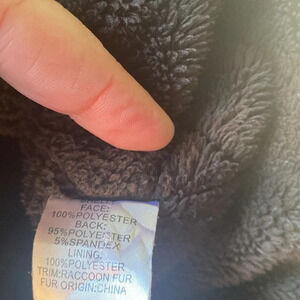 FACE:
100%POLYESTER
BACK:
95%POLYESTER
5%SPANDEX
LINING:
100%POLYESTER
TRIM:RACCOON FUR
FUR ORIGIN:CHINA